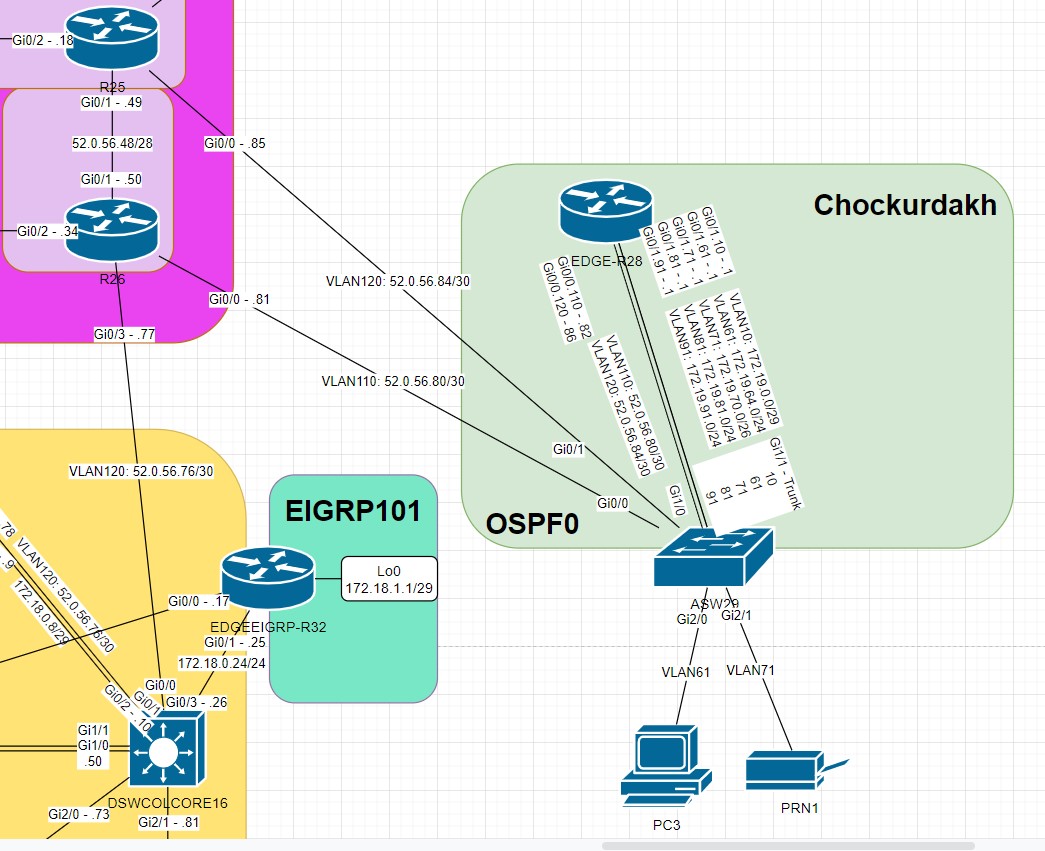 Gi0/2 - .18
R25
Gi0/1 - .49
52.0.56.48/28
Gi0/1 - .50
Gi0/2 - .34
R26
Gi0/0 - .85
Gi0/0 - .81
Gi0/3 - .77
VLAN120: 52.0.56.84/30
VLAN110: 52.0.56.80/30
VLAN120: 52.0.56.76/30
Chockurdakh
EDGE-R28
Gi0/1.10 - .1
Gi0/1.61 - .1
Gi0/1.71 - .1
Gi0/1.81 - .1
Gi0/1.91 - .1
Gi0/0.110 - .82
Gi0/0.120 - 86
VLAN110: 52.0.56.80/30
VLAN120: 52.0.56.84/30
VLAN10: 172.19.0.0/29
VLAN61: 172.19.64.0/24
VLAN71: 172.19.70.0/26
VLAN81: 172.19.81.0/24
VLAN91: 172.19.91.0/24
Gi1/1 - Trunk
10
61
71
81
91
Gi0/1
Gi0/0
Gi1/0
OSPF0
ASW29
Gi2/0
Gi2/1
VLAN61
VLAN71
PC3
PRN1
EIGRP101
Lo0
172.18.1.1/29
Gi0/0 - .17
EDGEEIGRP-R32
Gi0/1 - .25
172.18.0.24/24
Gi0/3 - .26
.78
VLAN120: 52.0.56.76/30
.9
172.18.0.8/29
Gi0/0
Gi0/1
Gi0/2 - .10
Gi1/1
Gi1/0
.50
DSWCOLCORE16
Gi2/0 - .73
Gi2/1 - .81